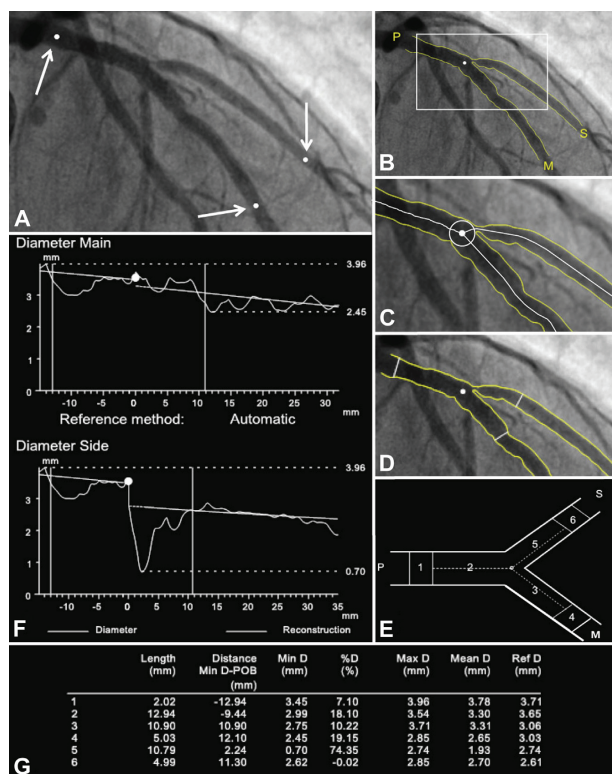 A
P
S
M
B
C
D
Diameter Main
mm
3.96
3
2.45
2
1
0
-10 -5 0 5 10 15 20 25 30
mm
Reference method: Automatic
Diameter Side
mm
3.96
3
2
1
0.70
0
-10 -5 0 5 10 15 20 25 30 35
mm
Diameter Reconstruction
F
S
6
5
P 1 2
3
4
M
E
Length Distance Min D %D Max D Mean D Ref D
(mm) Min D-POB (mm) (%) (mm) (mm) (mm)
(mm)
1 2.02 -12.94 3.45 7.10 3.96 3.78 3.71
2 12.94 -9.44 2.99 18.10 3.54 3.30 3.65
3 10.90 10.90 2.75 10.22 3.71 3.31 3.06
4 5.03 12.10 2.45 19.15 2.85 2.65 3.03
5 10.79 2.24 0.70 74.35 2.74 1.93 2.74
6 4.99 11.30 2.62 -0.02 2.85 2.70 2.61
G